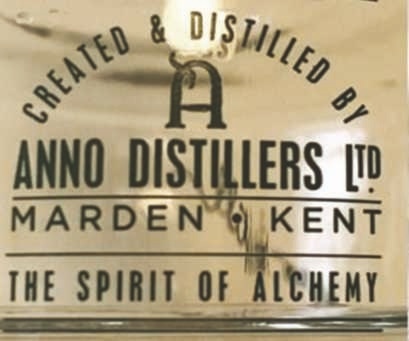 CREATED & DISTILLED BY
A
ANNO DISTILLERS LTD.
MARDEN • KENT
THE SPIRIT OF ALCHEMY